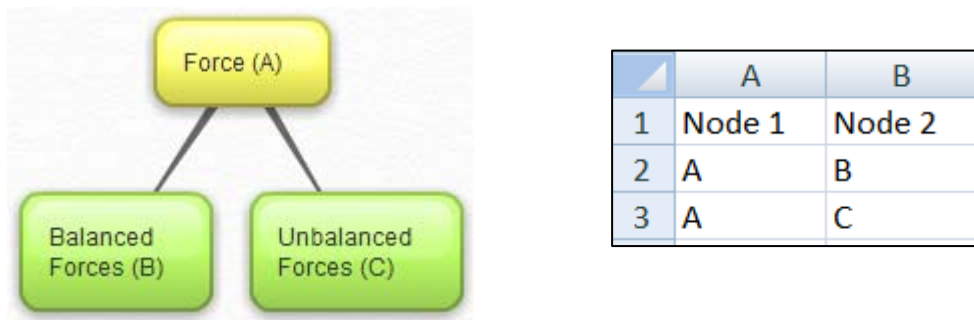 Force (A)
Balanced
Forces (B)
Unbalanced
Forces (C)
A B
1 Node 1 Node 2
2 A B
3 A C